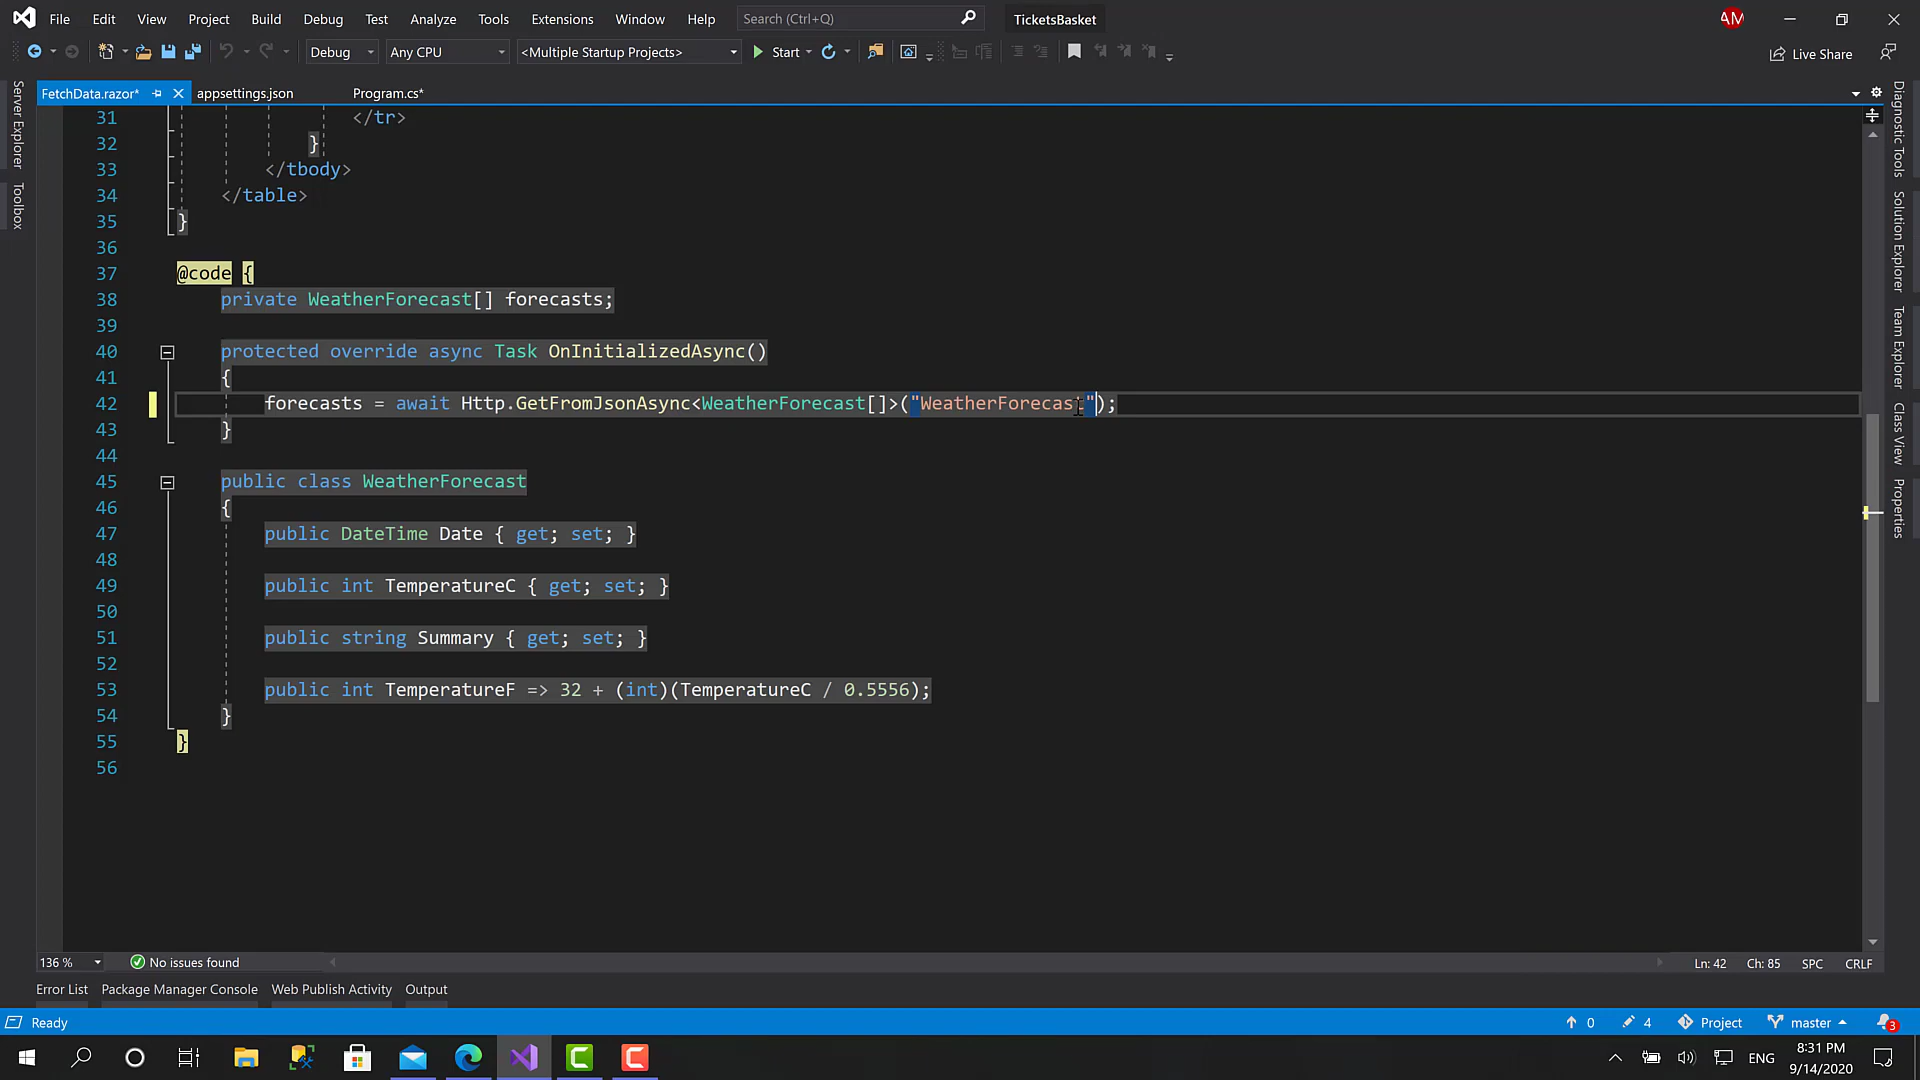 File Edit View Project Build Debug Test Analyze Tools Extensions Window Help Search (Ctrl+Q) TicketsBasket AM
Debug Any CPU <Multiple Startup Projects> Start Live Share
FetchData.razor* appsettings.json Program.cs*
Server Explorer
Toolbox
31 </tr>
32 }
33 </tbody>
34 </table>
35 }
36
37 @code {
38 private WeatherForecast[] forecasts;
39
40 protected override async Task OnInitializedAsync()
41 {
42 forecasts = await Http.GetFromJsonAsync<WeatherForecast[]>("WeatherForecast");
43 }
44
45 public class WeatherForecast
46 {
47 public DateTime Date { get; set; }
48
49 public int TemperatureC { get; set; }
50
51 public string Summary { get; set; }
52
53 public int TemperatureF => 32 + (int)(TemperatureC / 0.5556);
54 }
55 }
56
Diagnostic Tools
Solution Explorer
Team Explorer
Class View
Properties
136 % No issues found Ln: 42 Ch: 85 SPC CRLF
Error List Package Manager Console Web Publish Activity Output
Ready 0 4 Project master 3
ENG 8:31 PM
9/14/2020